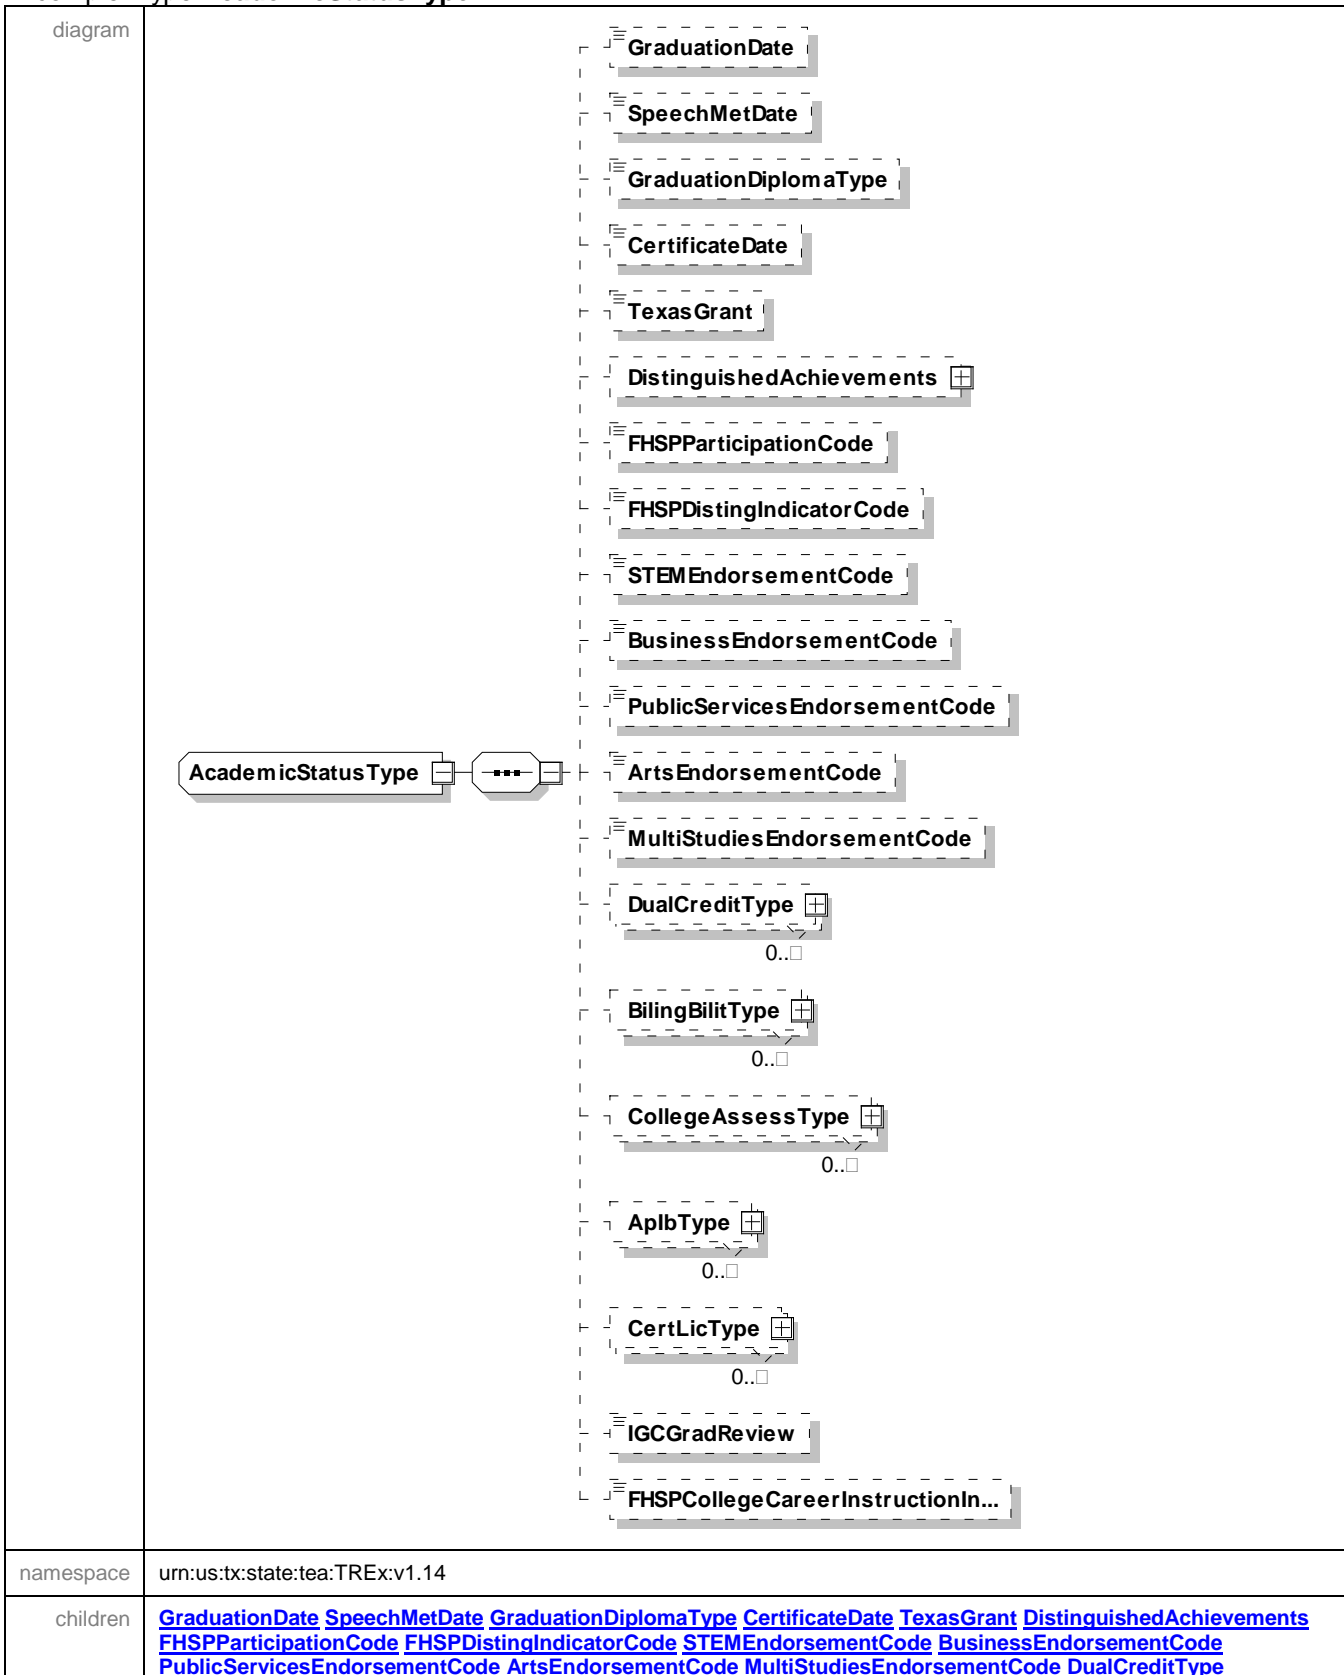 diagram
GraduationDate
SpeechMetDate
GraduationDiplomaType
CertificateDate
TexasGrant
DistinguishedAchievements
FHSPParticipationCode
FHSPDistingIndicatorCode
STEMEndorsementCode
BusinessEndorsementCode
PublicServicesEndorsementCode
AcademicStatusType
ArtsEndorsementCode
MultiStudiesEndorsementCode
DualCreditType
0..□
BilingBilitType
0..□
CollegeAssessType
0..□
ApIbType
0..□
CertLicType
0..□
IGCGradReview
FHSPCollegeCareerInstructionIn...
namespace urn:us:tx:state:tea:TREx:v1.14
children GraduationDate SpeechMetDate GraduationDiplomaType CertificateDate TexasGrant DistinguishedAchievements
FHSPParticipationCode FHSPDistingIndicatorCode STEMEndorsementCode BusinessEndorsementCode
PublicServicesEndorsementCode ArtsEndorsementCode MultiStudiesEndorsementCode DualCreditType